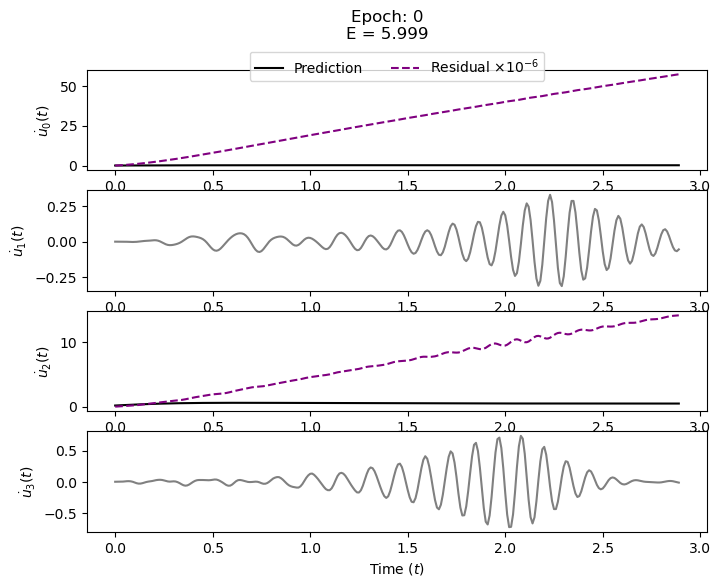 Epoch: 0
E = 5.999
Prediction Residual ×10⁻⁶
50
25
0
u̇₀(t)
0.0 0.5 1.0 1.5 2.0 2.5 3.0
0.25
0.00
−0.25
u̇₁(t)
0.0 0.5 1.0 1.5 2.0 2.5 3.0
10
0
u̇₂(t)
0.0 0.5 1.0 1.5 2.0 2.5 3.0
0.5
0.0
−0.5
u̇₃(t)
0.0 0.5 1.0 1.5 2.0 2.5 3.0
Time (t)